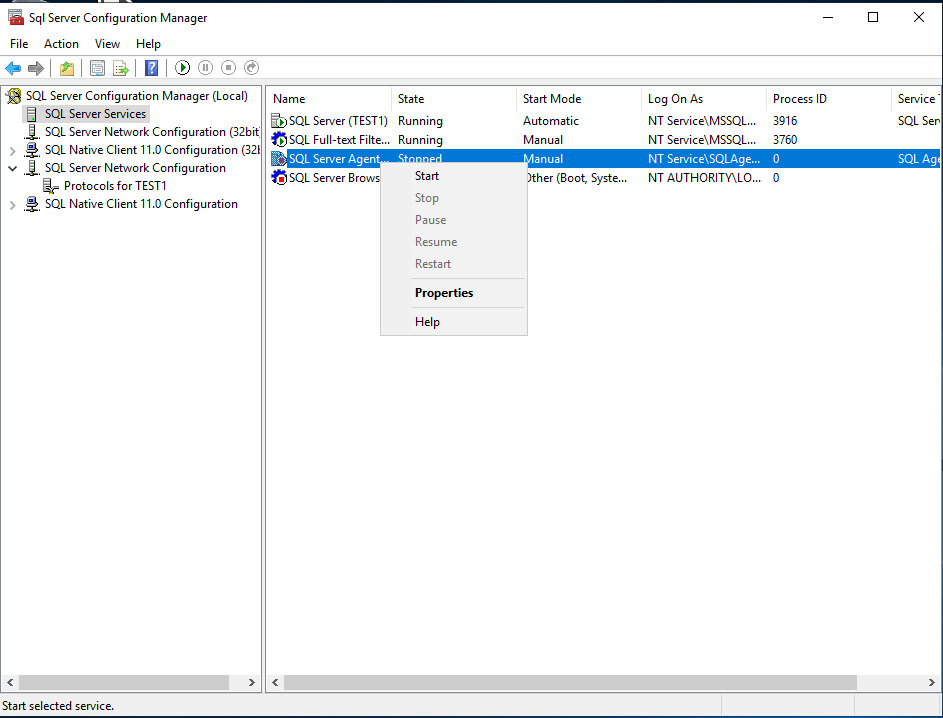 Sql Server Configuration Manager
File Action View Help
SQL Server Configuration Manager (Local)
SQL Server Services
SQL Server Network Configuration (32bit
SQL Native Client 11.0 Configuration (32l
SQL Server Network Configuration
Protocols for TEST1
SQL Native Client 11.0 Configuration
Name State Start Mode Log On As Process ID Service
SQL Server (TEST1) Running Automatic NT Service\MSSQL... 3916 SQL Ser
SQL Full-text Filte... Running Manual NT Service\MSSQL... 3760
SQL Server Agent... Stopped Manual NT Service\SQLAge... 0 SQL Age
SQL Server Brows Other (Boot, Syste... NT AUTHORITY\LO... 0
Start
Stop
Pause
Resume
Restart
Properties
Help
Start selected service.